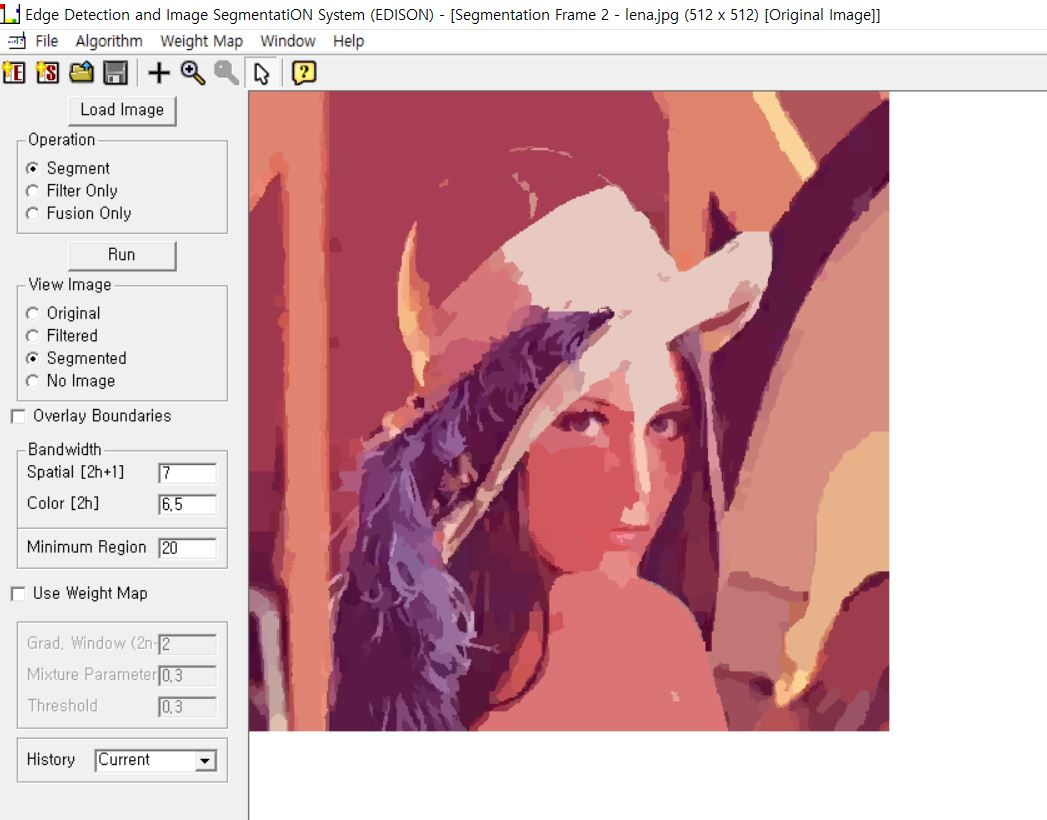 Edge Detection and Image SegmentatiON System (EDISON) - [Segmentation Frame 2 - lena.jpg (512 x 512) [Original Image]]
File Algorithm Weight Map Window Help
E S ?
Load Image
Operation
Segment
Filter Only
Fusion Only
Run
View Image
Original
Filtered
Segmented
No Image
Overlay Boundaries
Bandwidth
Spatial [2h+1] 7
Color [2h] 6,5
Minimum Region 20
Use Weight Map
Grad, Window (2n- 2
Mixture Parameter 0,3
Threshold 0,3
History Current